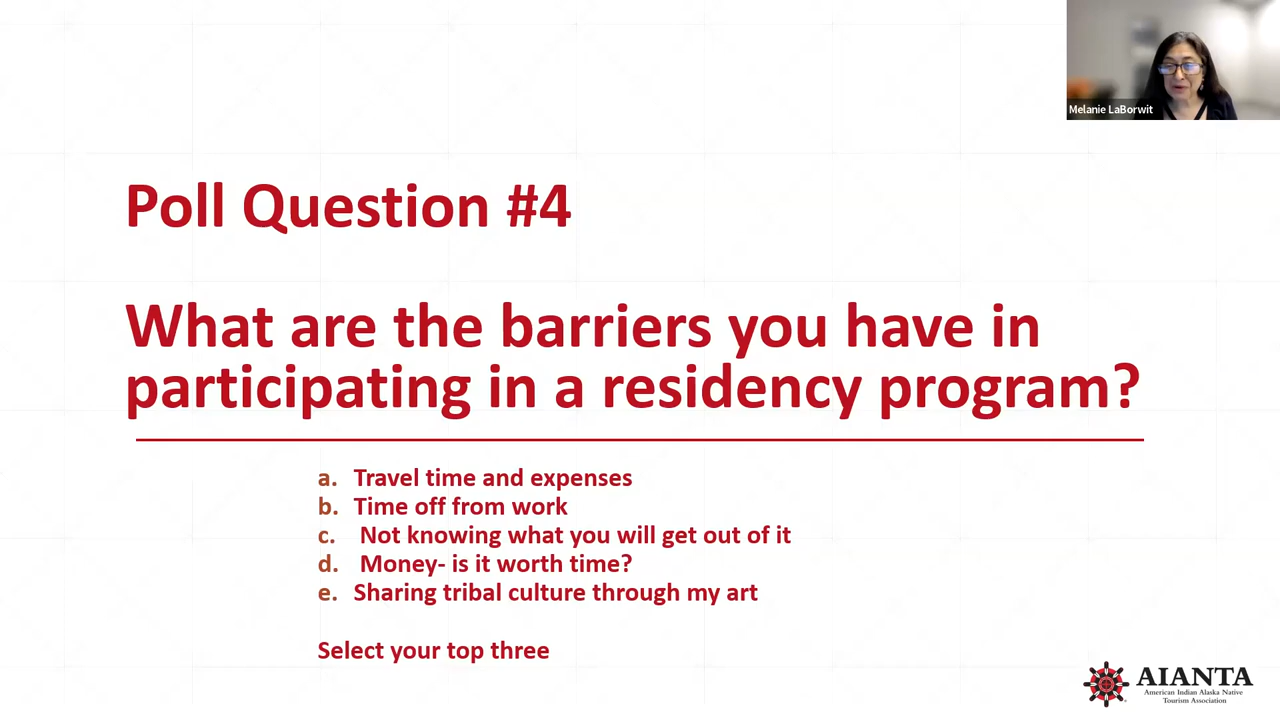 Melanie LaBorwit
Poll Question #4
What are the barriers you have in
participating in a residency program?
a. Travel time and expenses
b. Time off from work
c. Not knowing what you will get out of it
d. Money- is it worth time?
e. Sharing tribal culture through my art
Select your top three
AIANTA
American Indian Alaska Native
Tourism Association